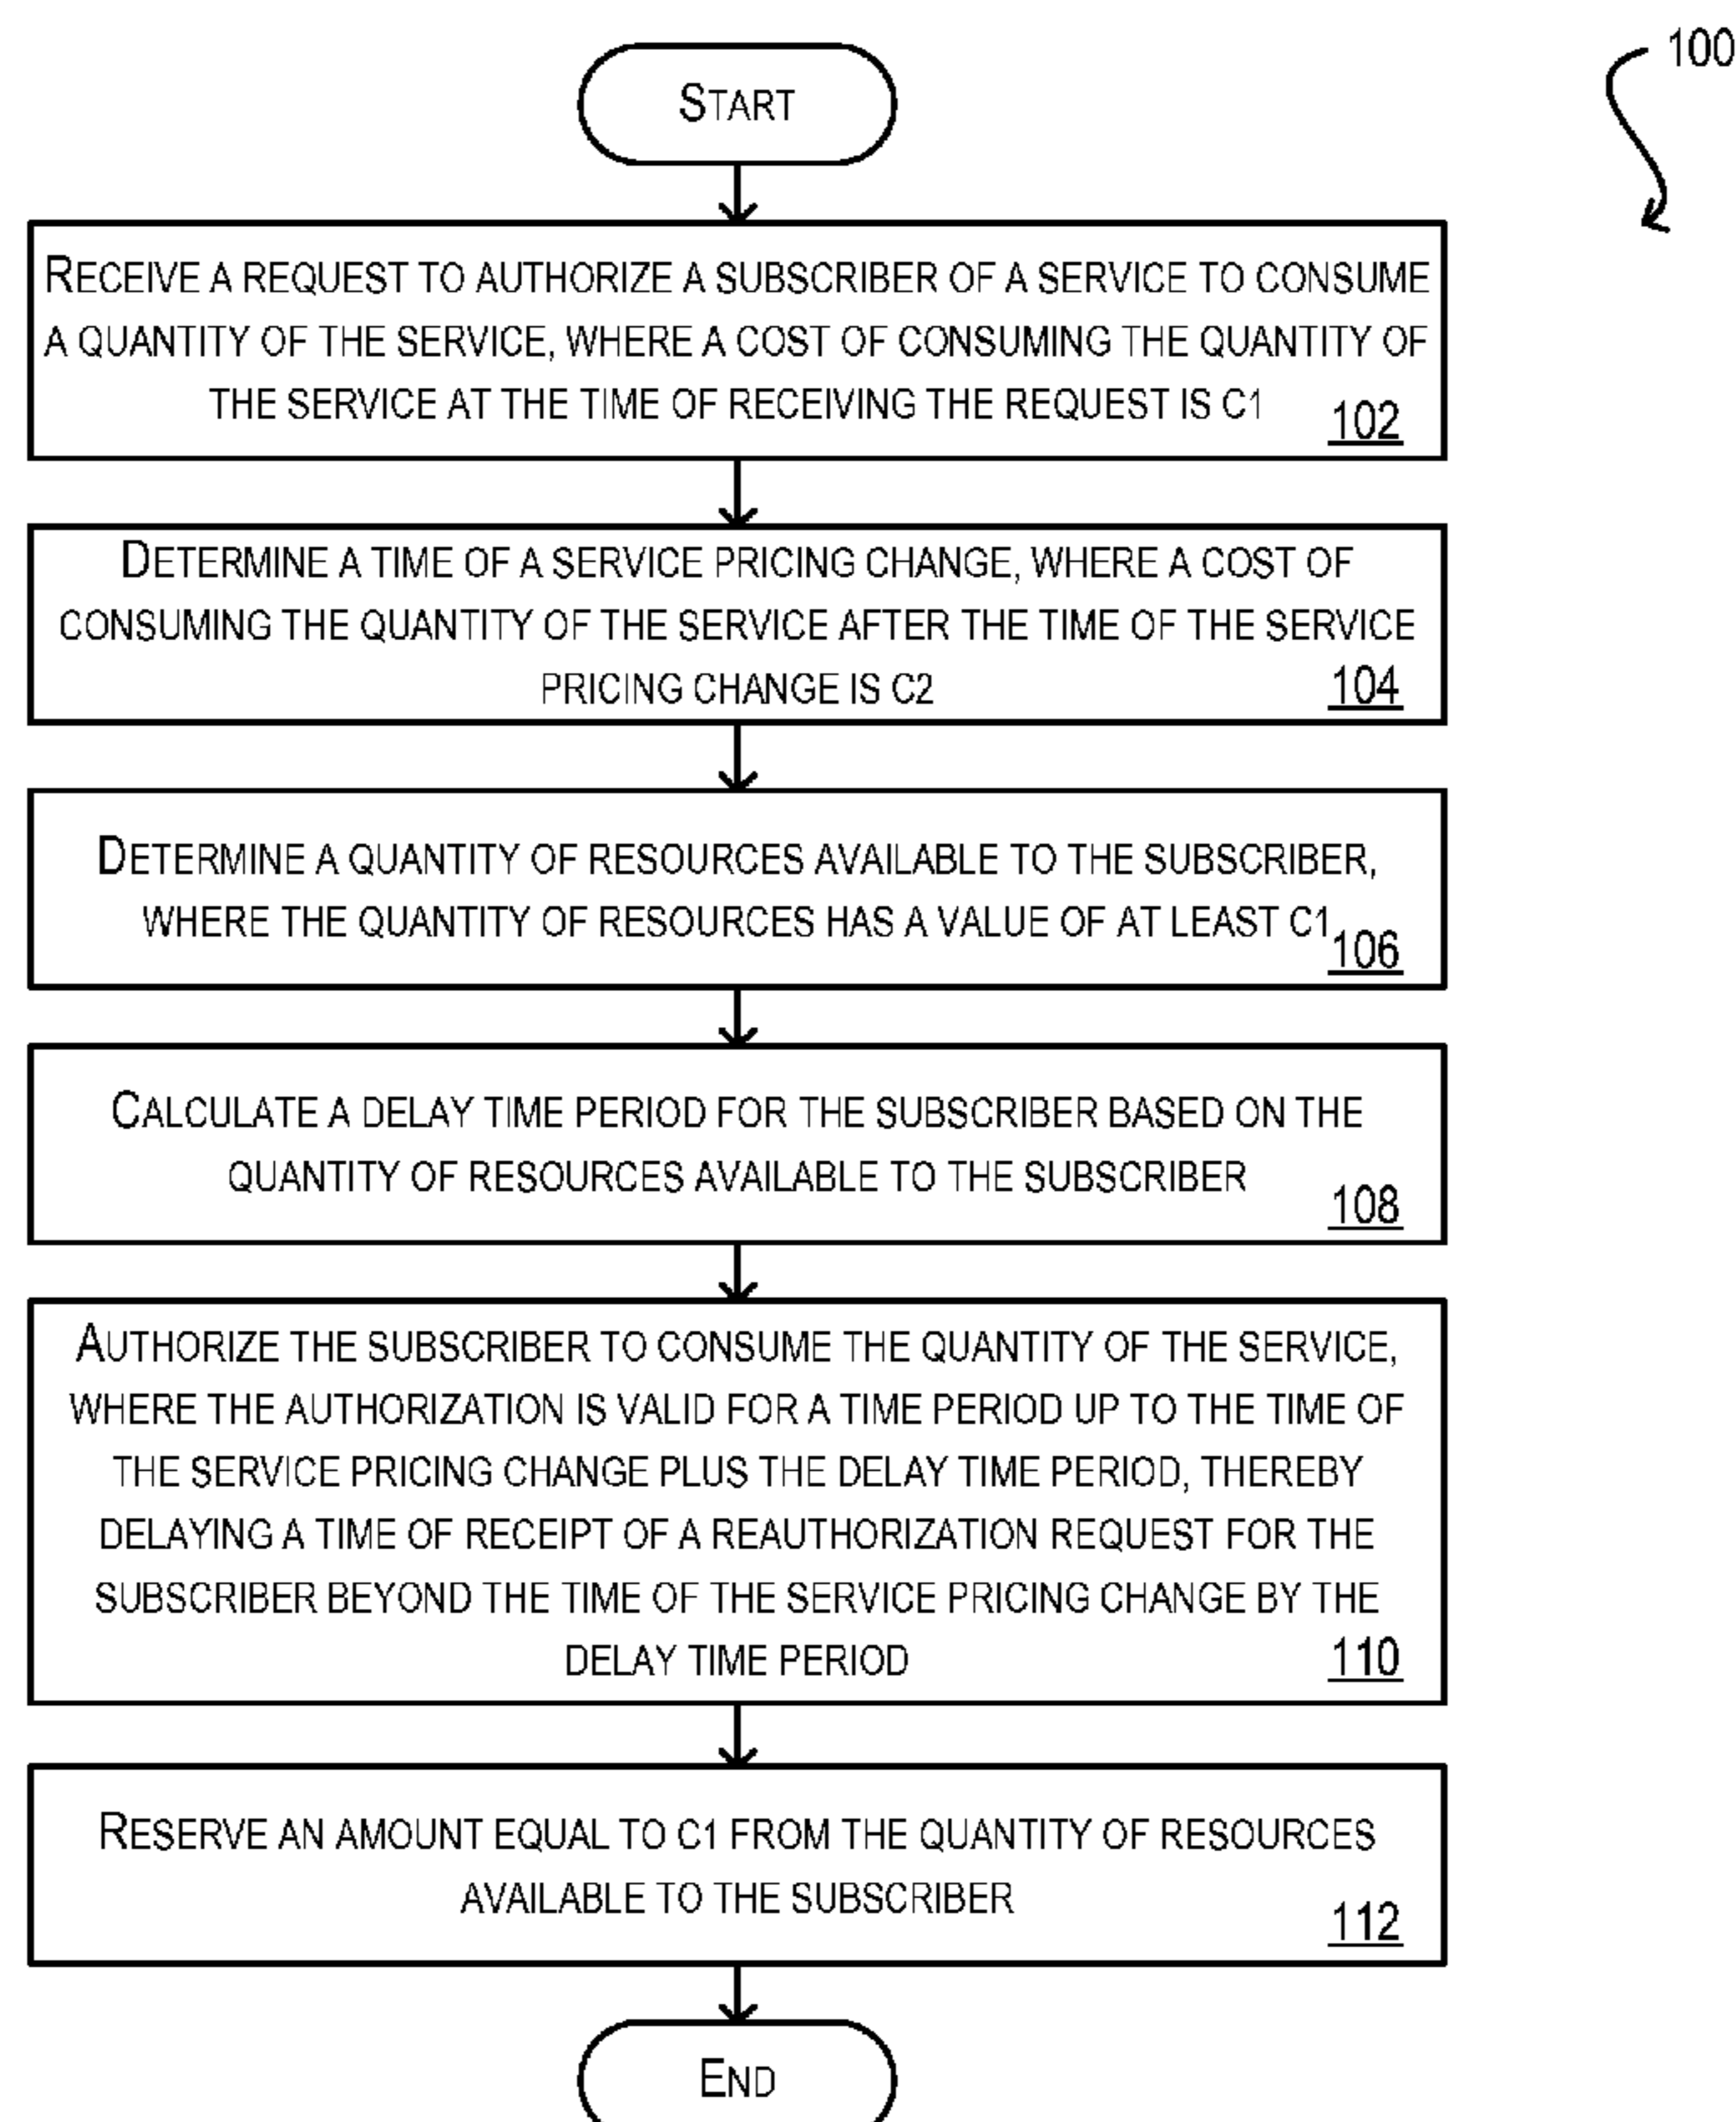 100
START
RECEIVE A REQUEST TO AUTHORIZE A SUBSCRIBER OF A SERVICE TO CONSUME
A QUANTITY OF THE SERVICE, WHERE A COST OF CONSUMING THE QUANTITY OF
THE SERVICE AT THE TIME OF RECEIVING THE REQUEST IS C1
102
DETERMINE A TIME OF A SERVICE PRICING CHANGE, WHERE A COST OF
CONSUMING THE QUANTITY OF THE SERVICE AFTER THE TIME OF THE SERVICE
PRICING CHANGE IS C2
104
DETERMINE A QUANTITY OF RESOURCES AVAILABLE TO THE SUBSCRIBER,
WHERE THE QUANTITY OF RESOURCES HAS A VALUE OF AT LEAST C1
106
CALCULATE A DELAY TIME PERIOD FOR THE SUBSCRIBER BASED ON THE
QUANTITY OF RESOURCES AVAILABLE TO THE SUBSCRIBER
108
AUTHORIZE THE SUBSCRIBER TO CONSUME THE QUANTITY OF THE SERVICE,
WHERE THE AUTHORIZATION IS VALID FOR A TIME PERIOD UP TO THE TIME OF
THE SERVICE PRICING CHANGE PLUS THE DELAY TIME PERIOD, THEREBY
DELAYING A TIME OF RECEIPT OF A REAUTHORIZATION REQUEST FOR THE
SUBSCRIBER BEYOND THE TIME OF THE SERVICE PRICING CHANGE BY THE
DELAY TIME PERIOD
110
RESERVE AN AMOUNT EQUAL TO C1 FROM THE QUANTITY OF RESOURCES
AVAILABLE TO THE SUBSCRIBER
112
END